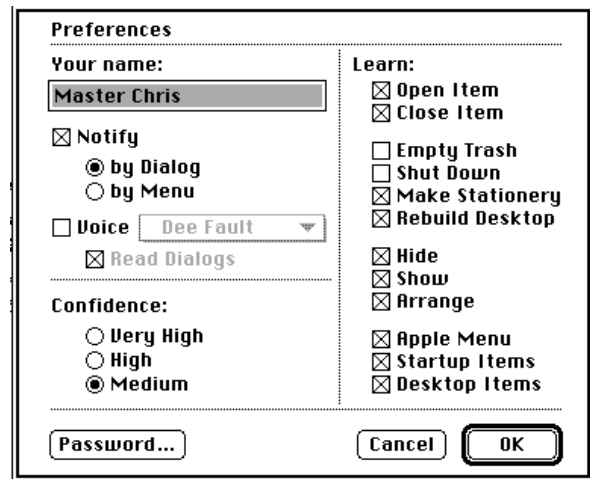 Preferences
Your name:
Master Chris
Notify
by Dialog
by Menu
Voice Dee Fault
Read Dialogs
Confidence:
Very High
High
Medium
Learn:
Open Item
Close Item
Empty Trash
Shut Down
Make Stationery
Rebuild Desktop
Hide
Show
Arrange
Apple Menu
Startup Items
Desktop Items
Password...
Cancel
OK